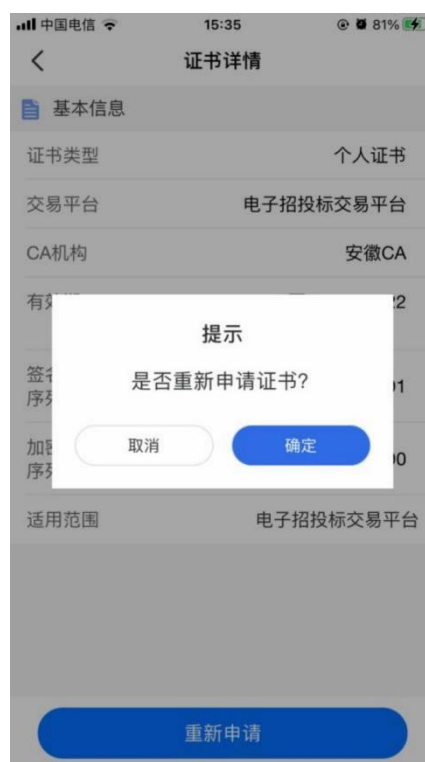 中国电信 15:35 81%
证书详情
基本信息
证书类型 个人证书
交易平台 电子招投标交易平台
CA机构 安徽CA
提示
是否重新申请证书?
取消 确定
适用范围 电子招投标交易平台
重新申请